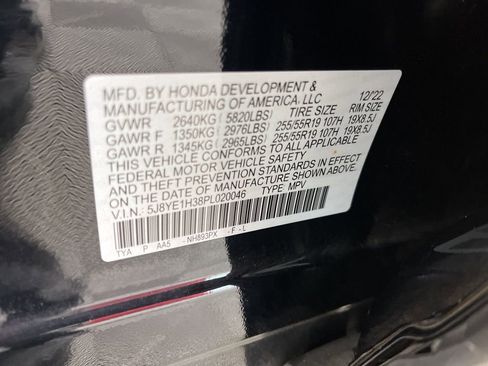 MFD. BY HONDA DEVELOPMENT &
MANUFACTURING OF AMERICA, LLC 12/22
GVWR 2640KG ( 5820LBS) TIRE SIZE RIM SIZE
GAWR F 1350KG ( 2976LBS) 255/55R19 107H 19X8.5J
GAWR R 1345KG ( 2965LBS) 255/55R19 107H 19X8.5J
THIS VEHICLE CONFORMS TO ALL APPLICABLE
FEDERAL MOTOR VEHICLE SAFETY
AND THEFT PREVENTION STANDARDS IN EFFECT
ON THE DATE OF MANUFACTURE SHOWN ABOVE.
V.I.N.: 5J8YE1H38PL020046 TYPE: MPV
TYA P AA5 -NH893PX -F -L